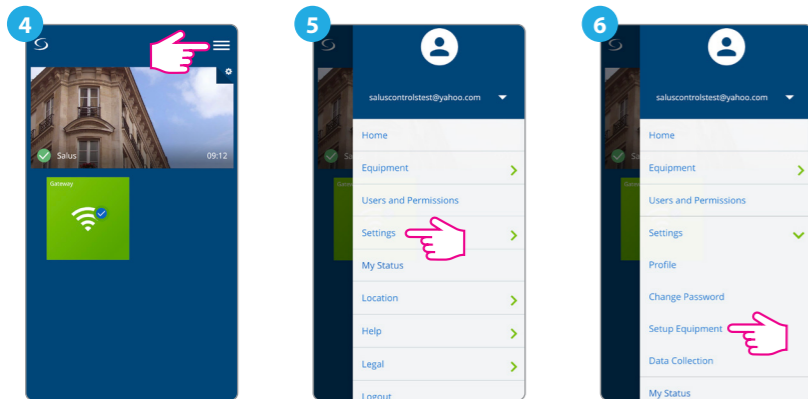 4
Salus
09:12
Gateway
5
saluscontrolstest@yahoo.com
Home
Equipment
Users and Permissions
Settings
My Status
Location
Help
Legal
Logout
6
saluscontrolstest@yahoo.com
Home
Equipment
Users and Permissions
Settings
Profile
Change Password
Setup Equipment
Data Collection
My Status